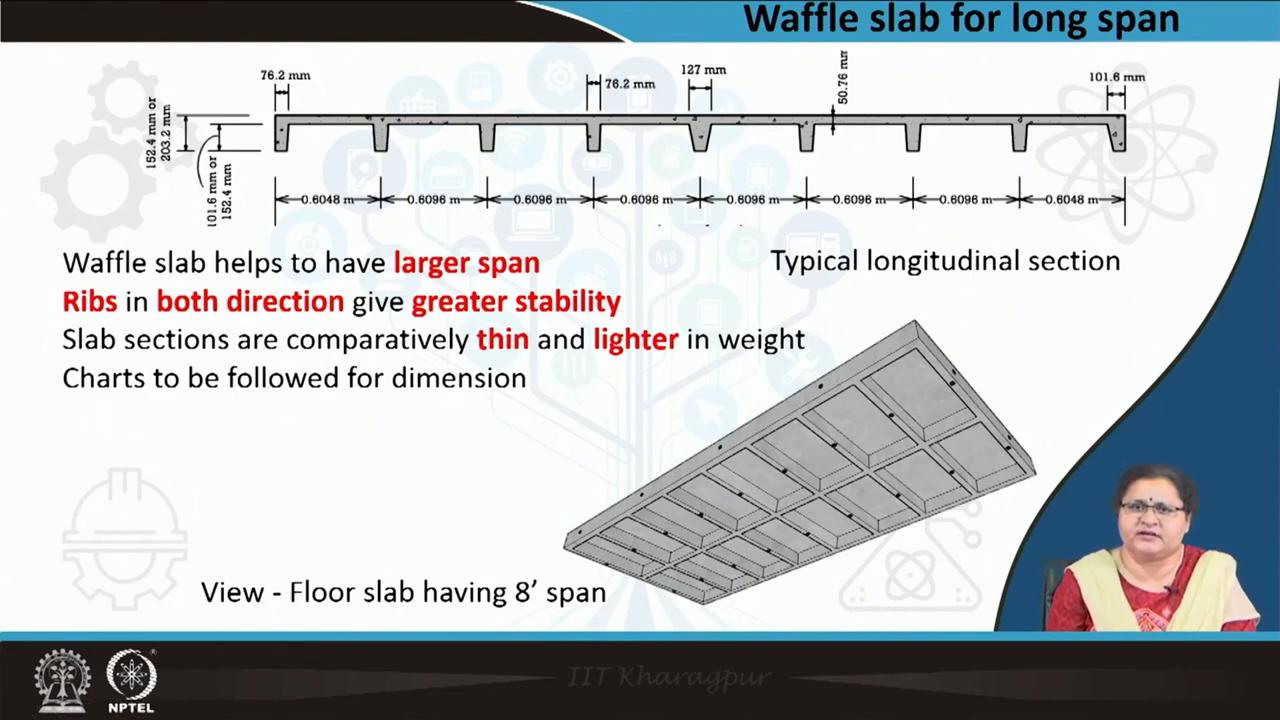 Waffle slab for long span
76.2 mm
76.2 mm
127 mm
50.76 mm
101.6 mm
152.4 mm or
203.2 mm
101.6 mm or
152.4 mm
0.6048 m
0.6096 m
0.6096 m
0.6096 m
0.6096 m
0.6096 m
0.6096 m
0.6048 m
Waffle slab helps to have larger span
Typical longitudinal section
Ribs in both direction give greater stability
Slab sections are comparatively thin and lighter in weight
Charts to be followed for dimension
View - Floor slab having 8’ span
IIT Kharagpur
NPTEL